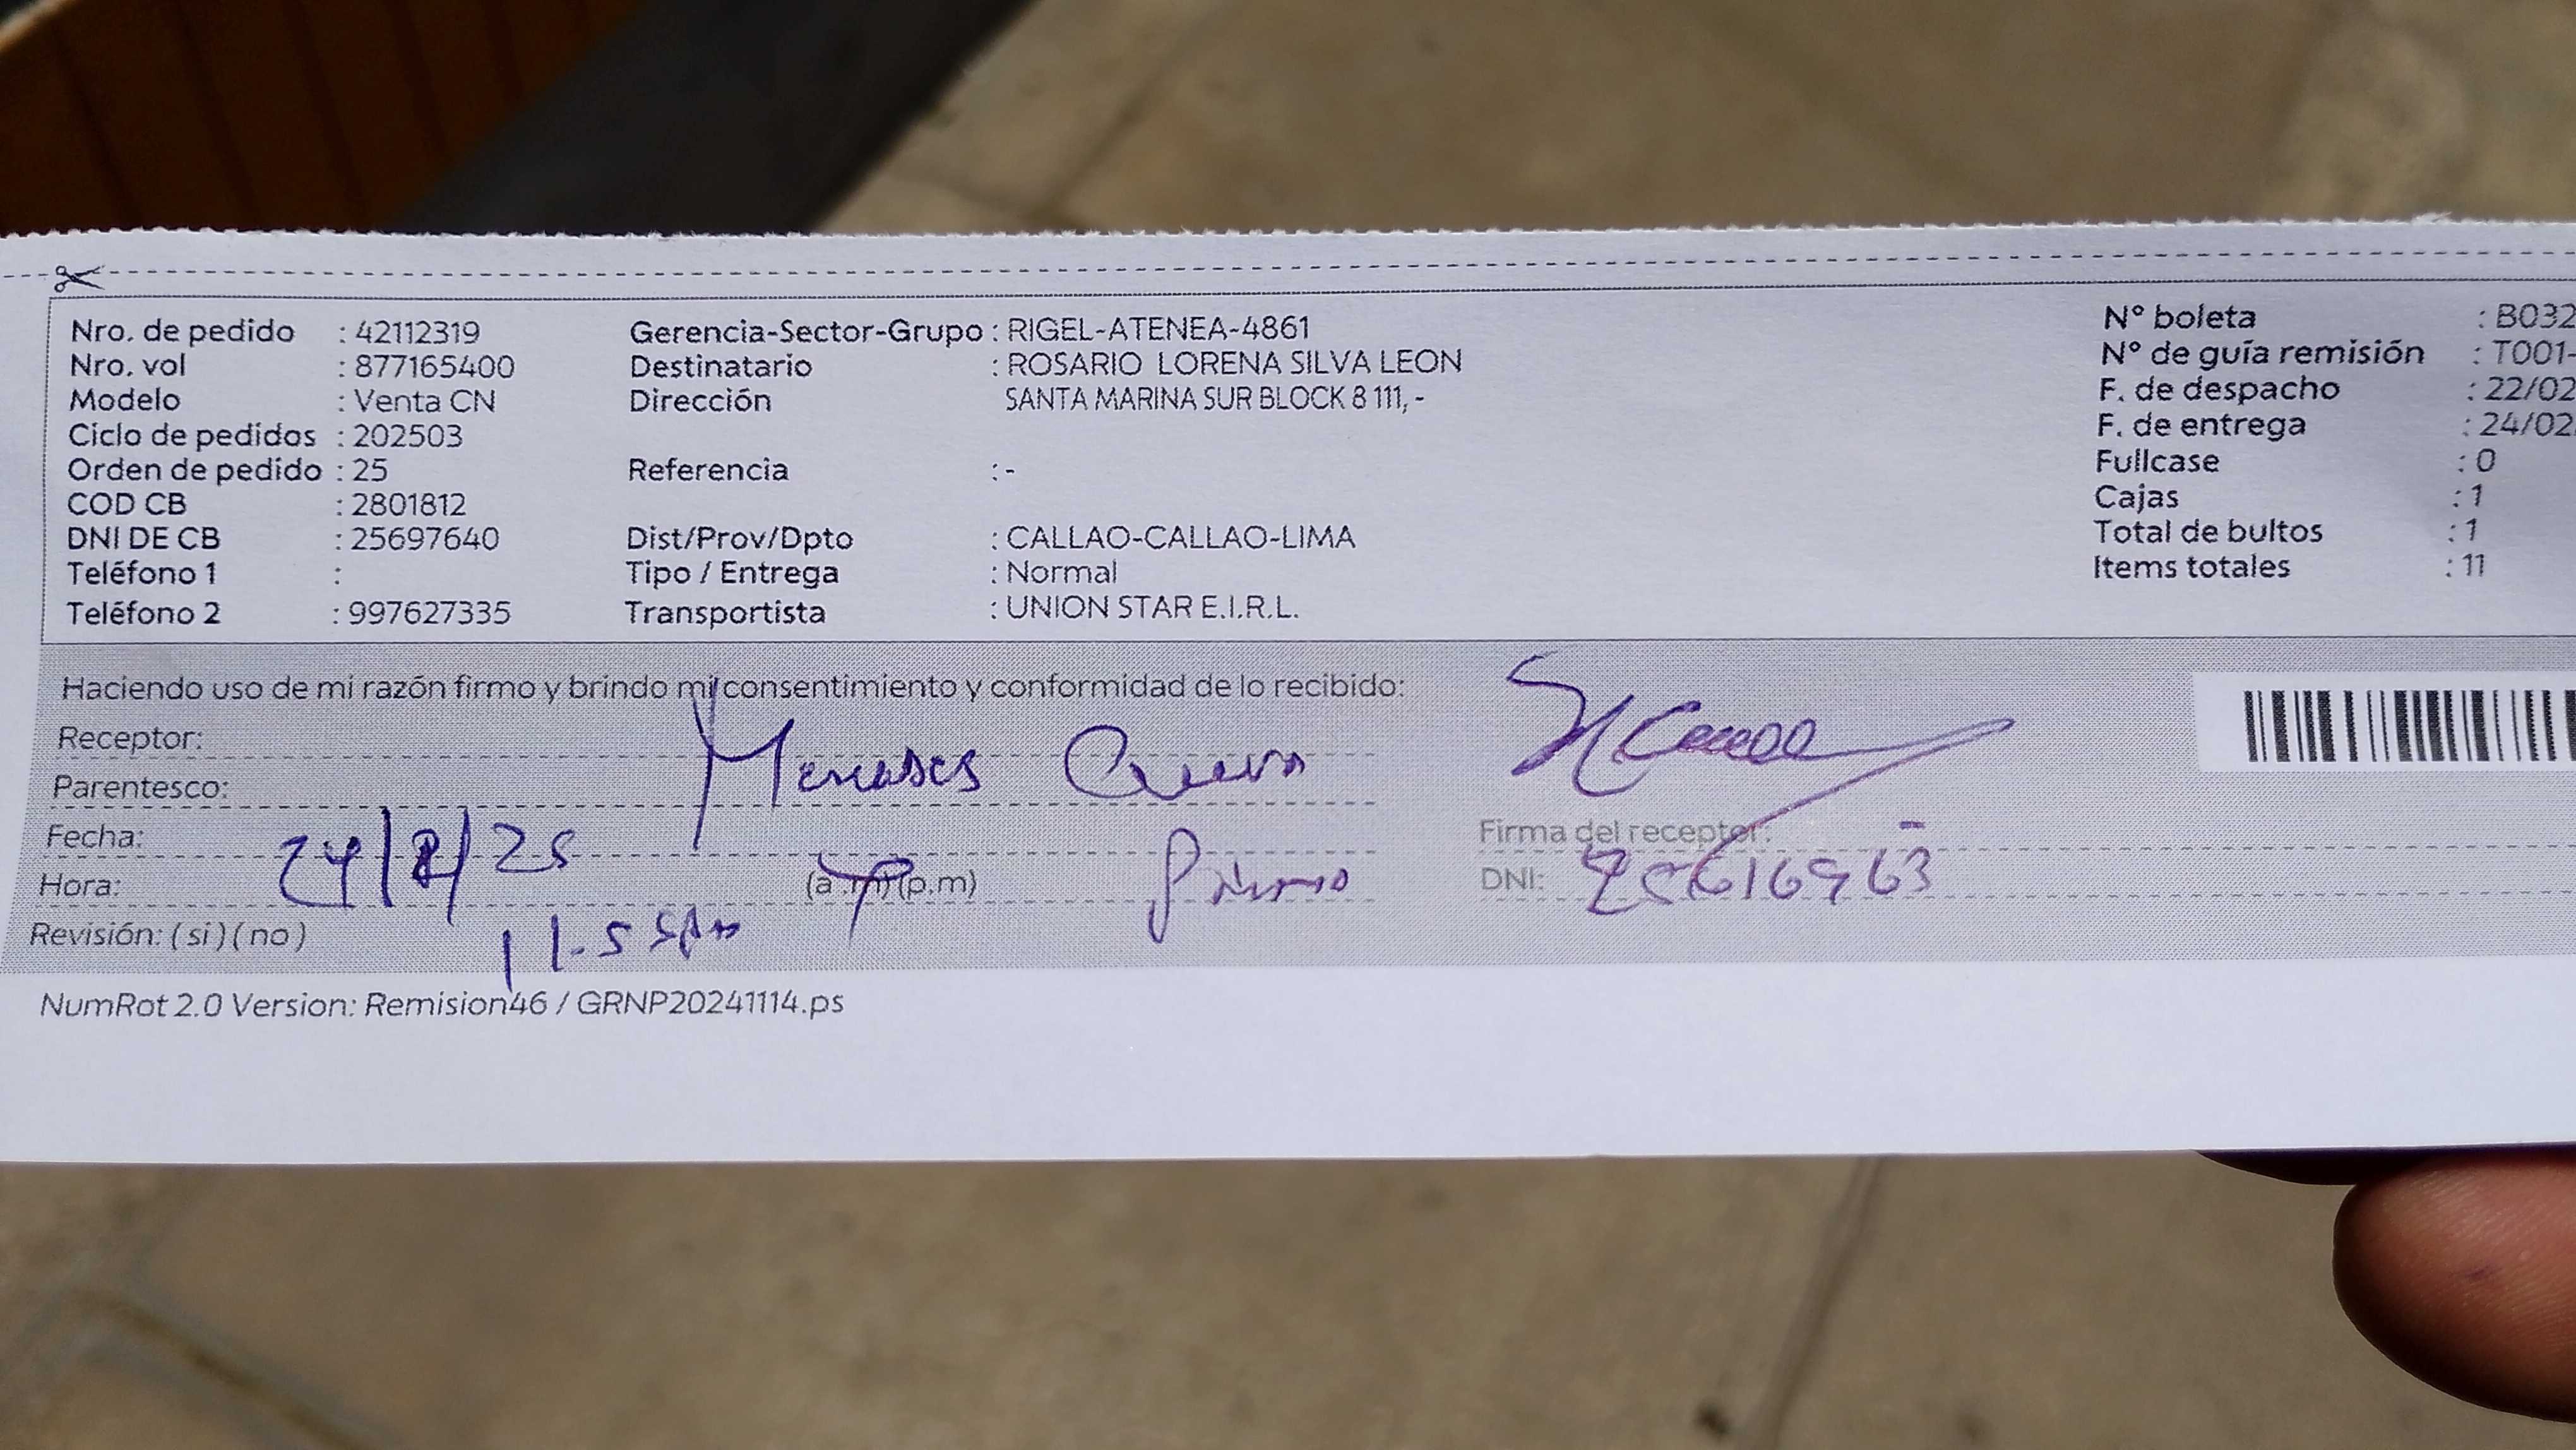 Nro. de pedido : 42112319
Nro. vol : 877165400
Modelo : Venta CN
Ciclo de pedidos : 202503
Orden de pedido : 25
COD CB : 2801812
DNI DE CB : 25697640
Teléfono 1 :
Teléfono 2 : 997627335
Gerencia-Sector-Grupo : RIGEL-ATENEA-4861
Destinatario : ROSARIO LORENA SILVA LEON
Dirección SANTA MARINA SUR BLOCK 8 111, -
Referencia : -
Dist/Prov/Dpto : CALLAO-CALLAO-LIMA
Tipo / Entrega : Normal
Transportista : UNION STAR E.I.R.L.
N° boleta : B032
N° de guía remisión : T001-
F. de despacho : 22/02
F. de entrega : 24/02
Fullcase : 0
Cajas : 1
Total de bultos : 1
Items totales : 11
Haciendo uso de mi razón firmo y brindo mi consentimiento y conformidad de lo recibido:
Receptor:
Parentesco:
Fecha: 24/2/25
Hora: (a.m) (p.m)
Revisión: (si) (no) 11.55
Firma del receptor:
DNI:
NumRot 2.0 Version: Remision46 / GRNP20241114.ps